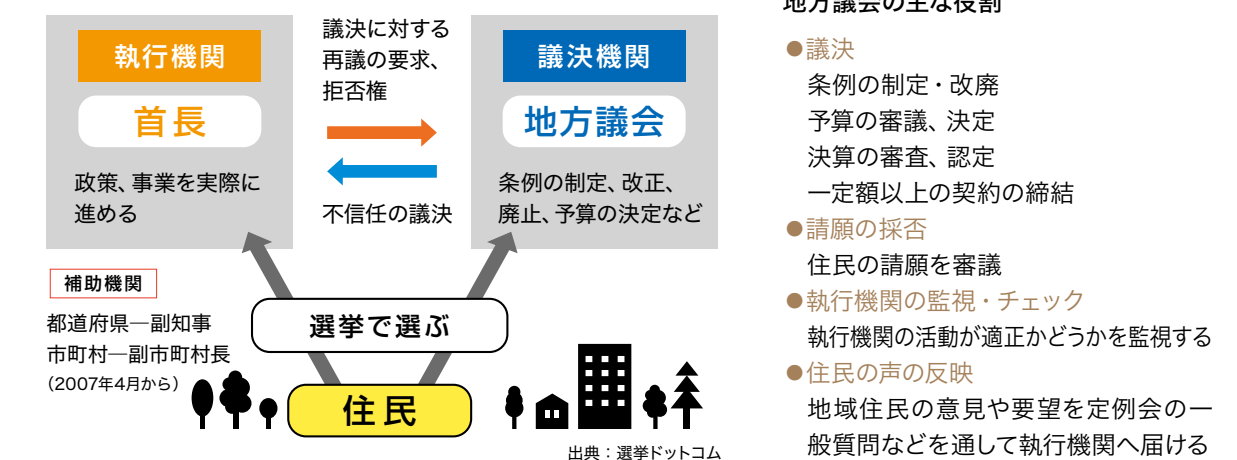 執行機関
首長
政策、事業を実際に
進める
議決に対する
再議の要求、
拒否権
不信任の議決
議決機関
地方議会
条例の制定、改正、
廃止、予算の決定など
補助機関
都道府県―副知事
市町村―副市町村長
(2007年4月から)
選挙で選ぶ
住民
出典：選挙ドットコム
地方議会の主な役割
●議決
条例の制定・改廃
予算の審議、決定
決算の審査、認定
一定額以上の契約の締結
●請願の採否
住民の請願を審議
●執行機関の監視・チェック
執行機関の活動が適正かどうかを監視する
●住民の声の反映
地域住民の意見や要望を定例会の一
般質問などを通して執行機関へ届ける